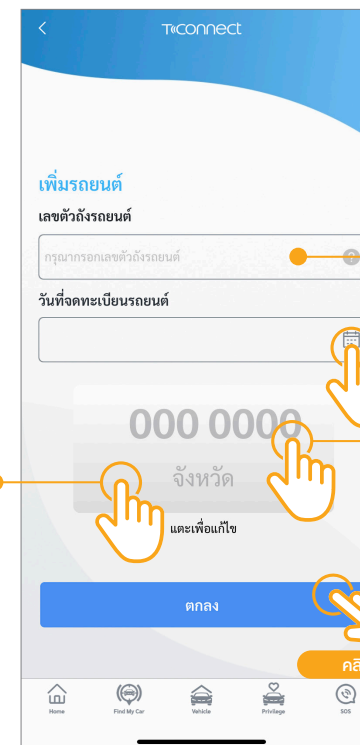 T-CONNECT
เพิ่มรถยนต์
เลขตัวถังรถยนต์
กรุณากรอกเลขตัวถังรถยนต์
?
วันที่จดทะเบียนรถยนต์
000 0000
จังหวัด
แตะเพื่อแก้ไข
ตกลง
Home
Find My Car
Vehicle
Privilege
SOS